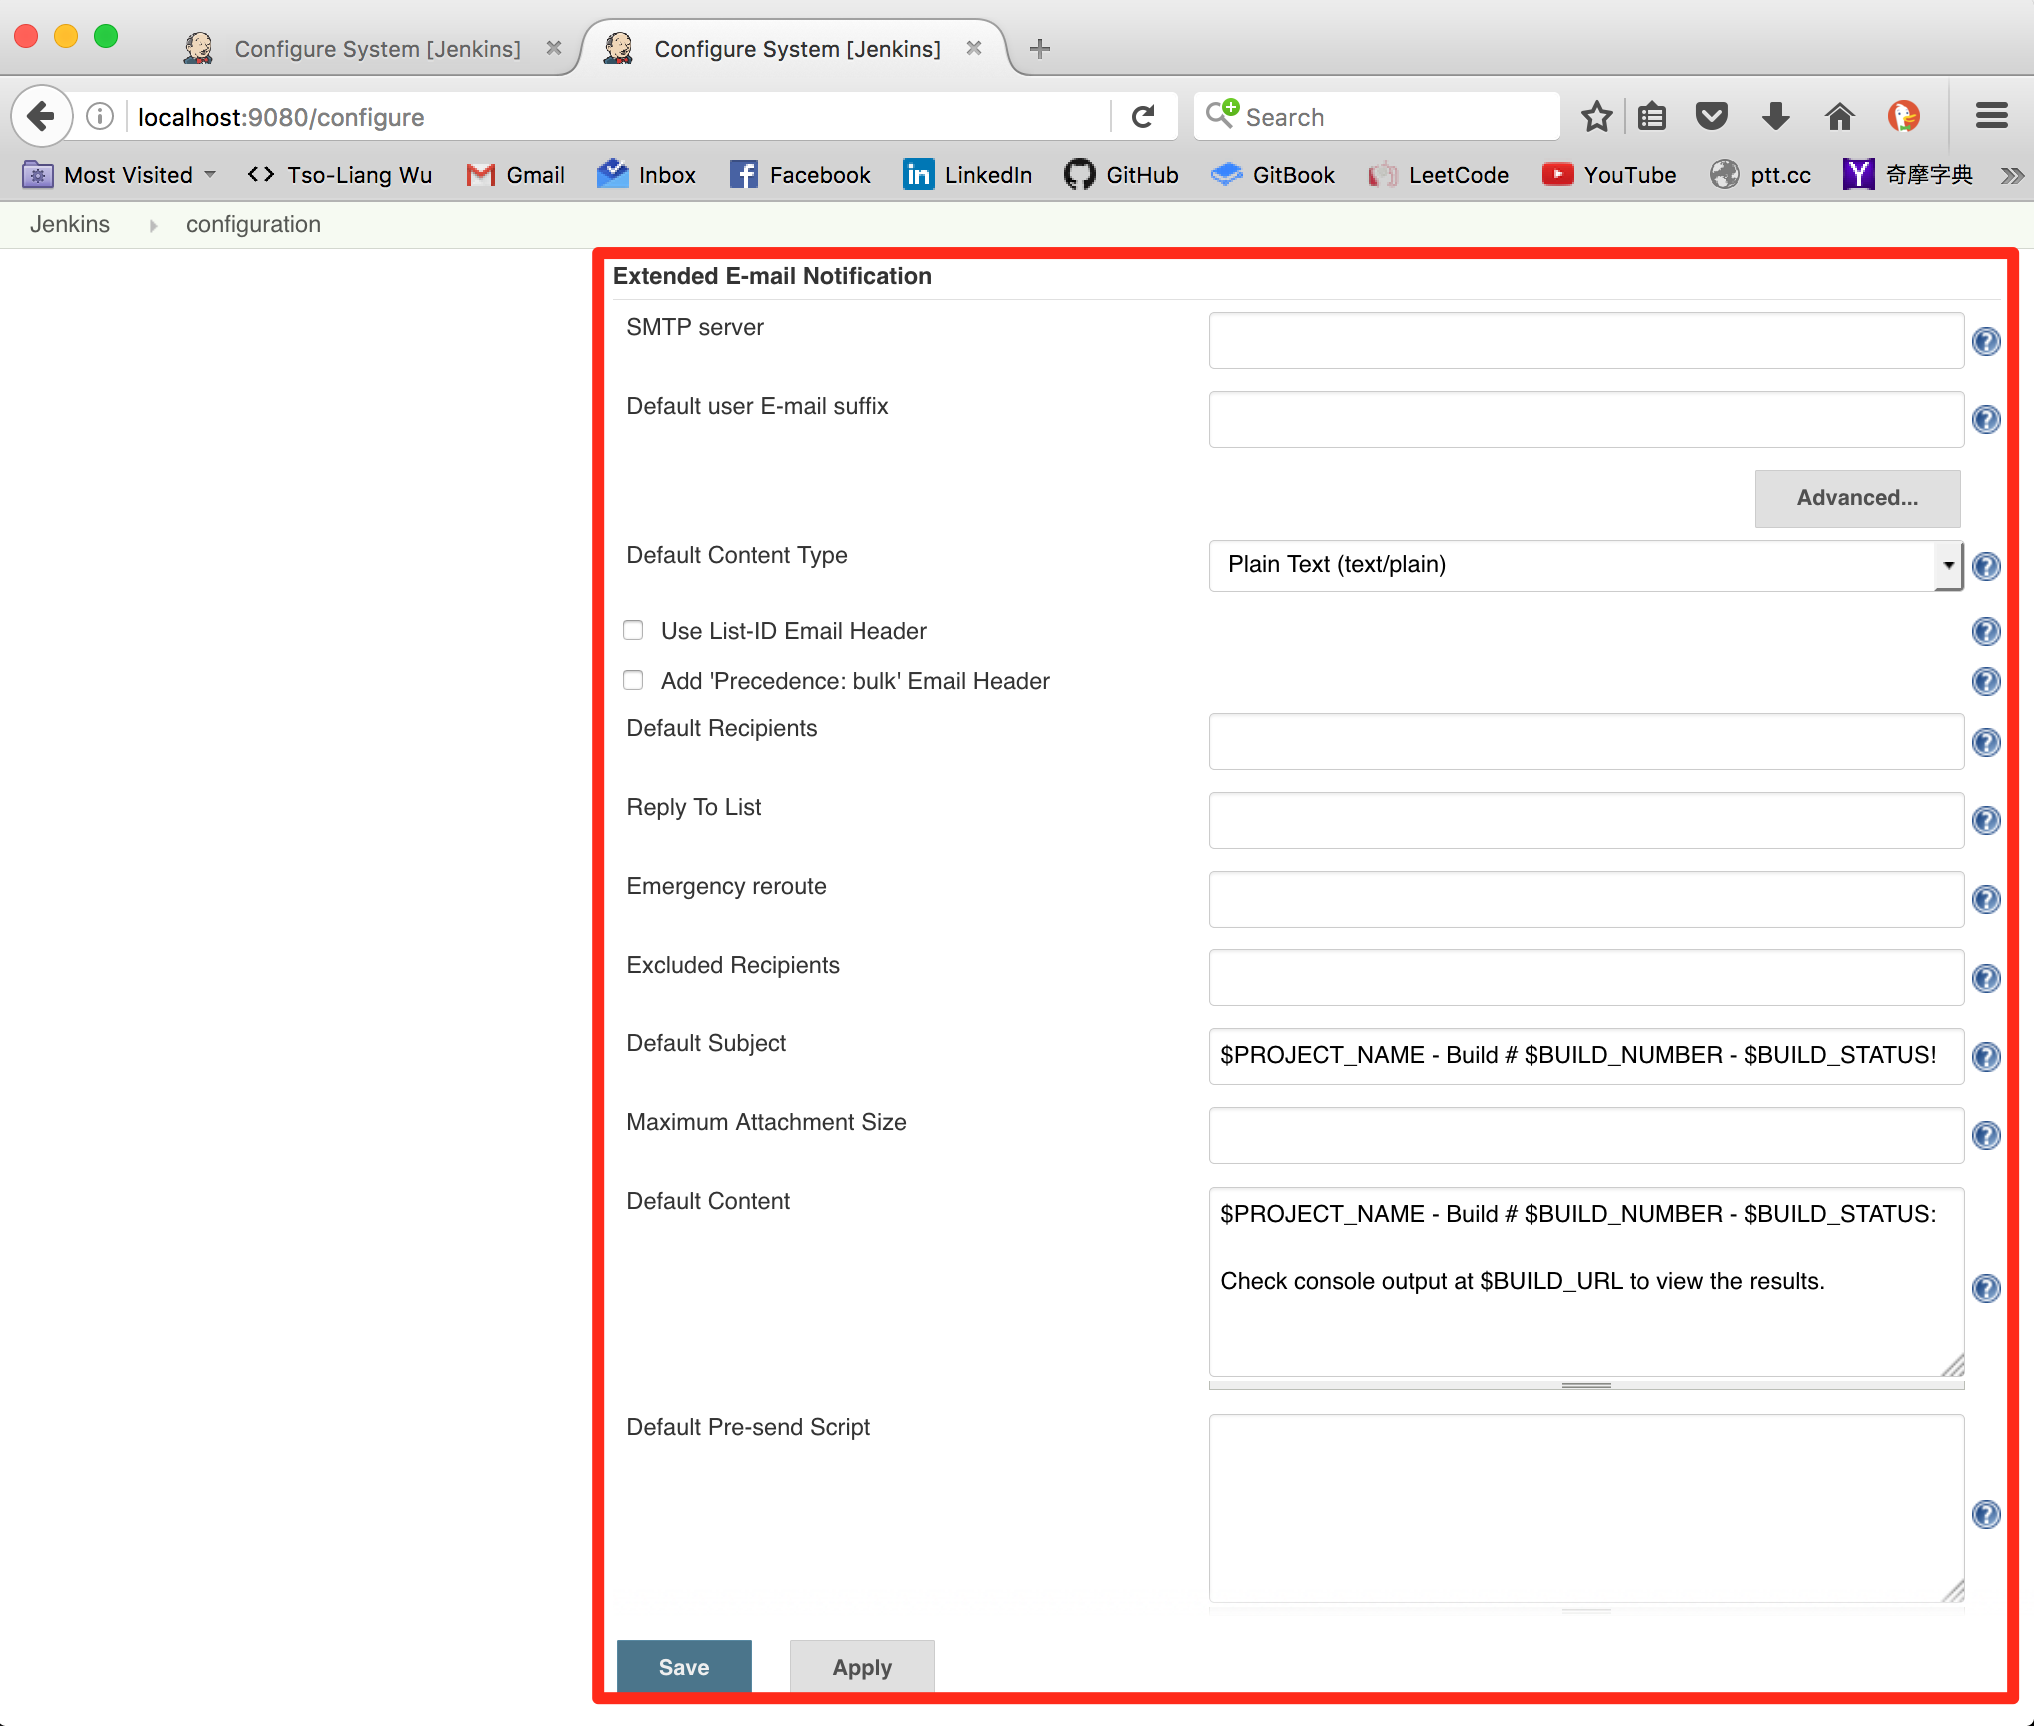 Configure System [Jenkins]
Configure System [Jenkins]
localhost:9080/configure
Search
Most Visited
Tso-Liang Wu
Gmail
Inbox
Facebook
LinkedIn
GitHub
GitBook
LeetCode
YouTube
ptt.cc
奇摩字典
Jenkins
configuration
Extended E-mail Notification
SMTP server
Default user E-mail suffix
Advanced...
Default Content Type
Plain Text (text/plain)
Use List-ID Email Header
Add 'Precedence: bulk' Email Header
Default Recipients
Reply To List
Emergency reroute
Excluded Recipients
Default Subject
$PROJECT_NAME - Build # $BUILD_NUMBER - $BUILD_STATUS!
Maximum Attachment Size
Default Content
$PROJECT_NAME - Build # $BUILD_NUMBER - $BUILD_STATUS:
Check console output at $BUILD_URL to view the results.
Default Pre-send Script
Save
Apply